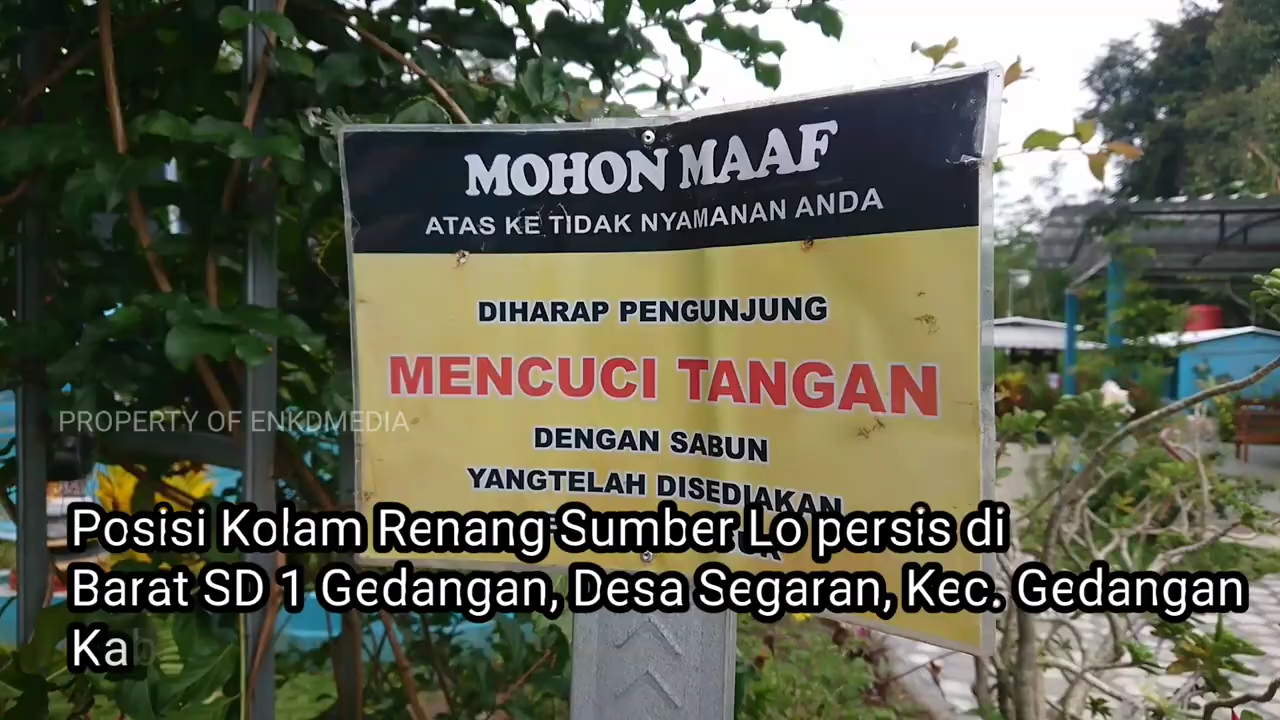 MOHON MAAF
ATAS KE TIDAK NYAMANAN ANDA
DIHARAP PENGUNJUNG
MENCUCI TANGAN
DENGAN SABUN
YANGTELAH DISEDIAKAN
PROPERTY OF ENKDMEDIA
Posisi Kolam Renang Sumber Lo persis di
Barat SD 1 Gedangan, Desa Segaran, Kec. Gedangan
Kab